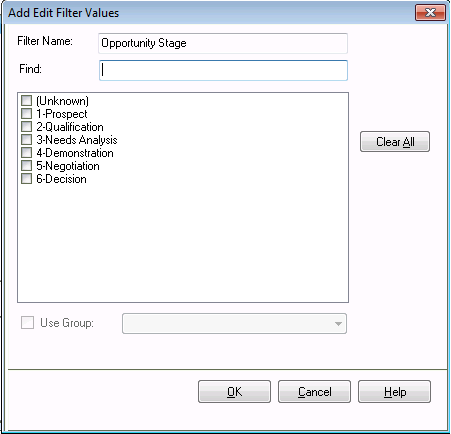 Add Edit Filter Values
Filter Name: Opportunity Stage
Find:
(Unknown)
1-Prospect
2-Qualification
3-Needs Analysis
4-Demonstration
5-Negotiation
6-Decision
Clear All
Use Group:
OK Cancel Help